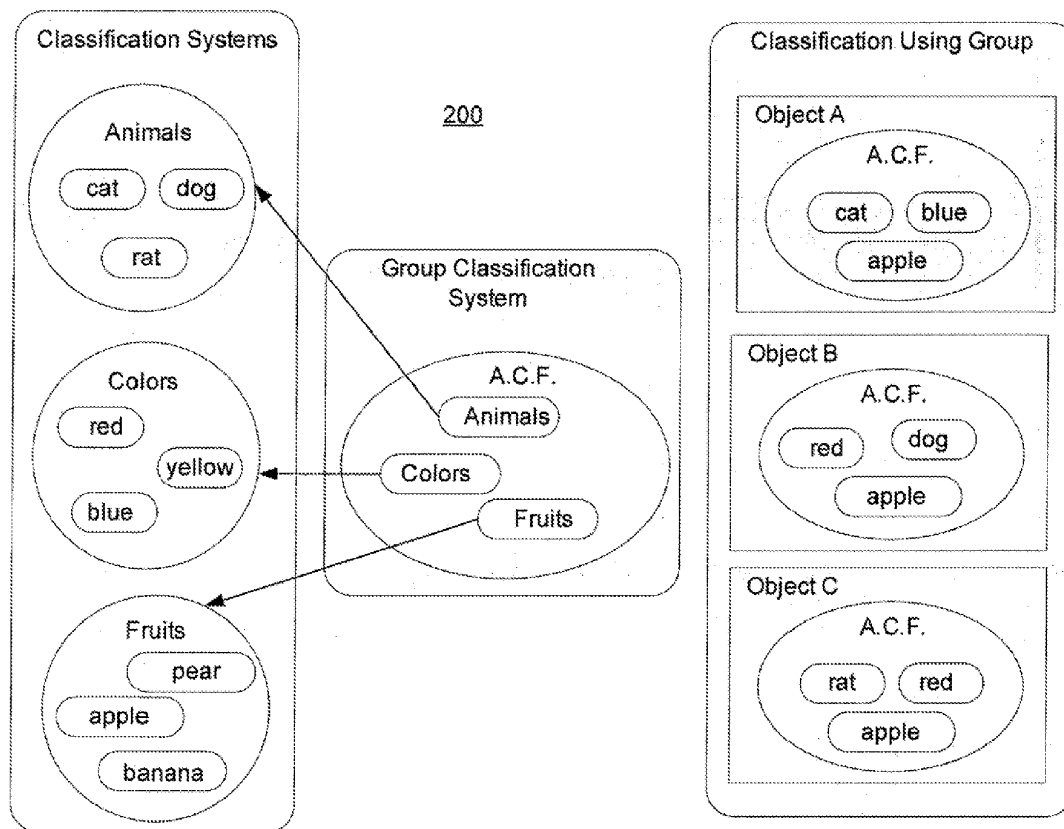 Classification Systems
Animals
cat
dog
rat
Colors
red
yellow
blue
Fruits
pear
apple
banana
200
Group Classification
System
A.C.F.
Animals
Colors
Fruits
Classification Using Group
Object A
A.C.F.
cat
blue
apple
Object B
A.C.F.
red
dog
apple
Object C
A.C.F.
rat
red
apple